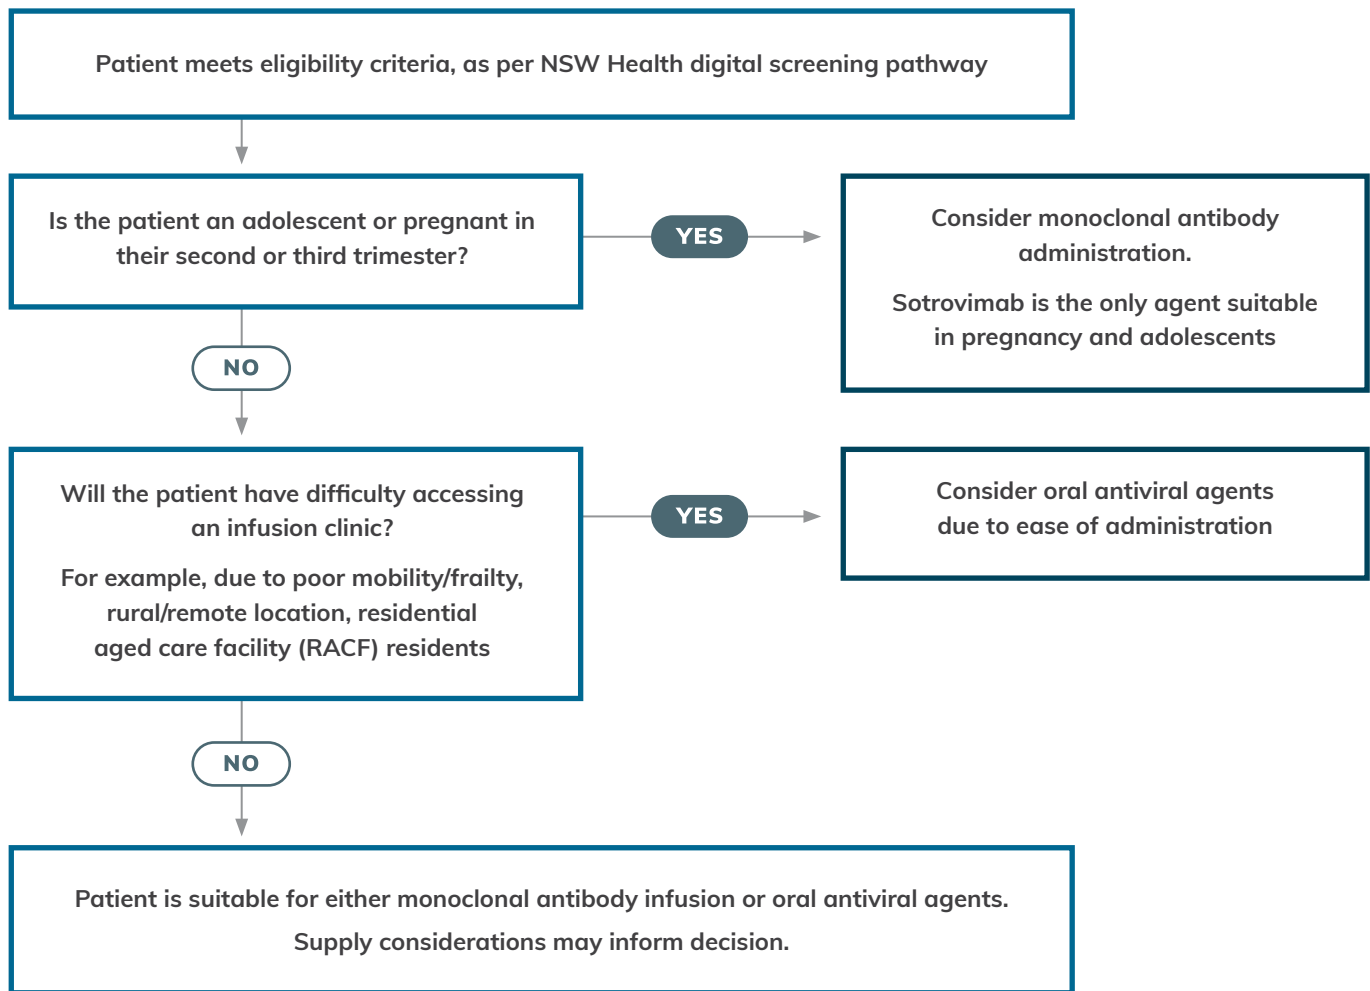 Patient meets eligibility criteria, as per NSW Health digital screening pathway
Is the patient an adolescent or pregnant in
their second or third trimester?
YES
Consider monoclonal antibody
administration.
Sotrovimab is the only agent suitable
in pregnancy and adolescents
NO
Will the patient have difficulty accessing
an infusion clinic?
For example, due to poor mobility/frailty,
rural/remote location, residential
aged care facility (RACF) residents
YES
Consider oral antiviral agents
due to ease of administration
NO
Patient is suitable for either monoclonal antibody infusion or oral antiviral agents.
Supply considerations may inform decision.